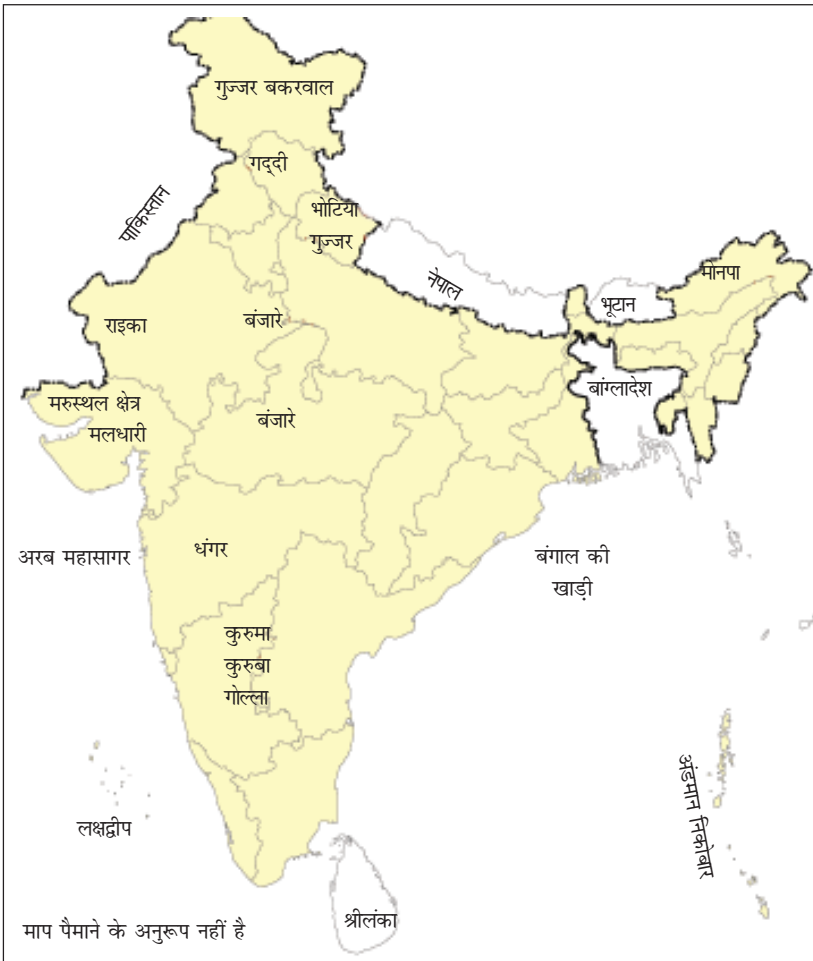 गुज्जर बकरवाल
गद्दी
पाकिस्तान
भोटिया
गुज्जर
नेपाल
भूटान
मोनपा
राइका
बंजारे
बांग्लादेश
मरुस्थल क्षेत्र
मलधारी
बंजारे
अरब महासागर
धंगर
बंगाल की
खाड़ी
कुरुमा
कुरुबा
गोल्ला
लक्षद्वीप
अंडमान निकोबार
श्रीलंका
माप पैमाने के अनुरूप नहीं है